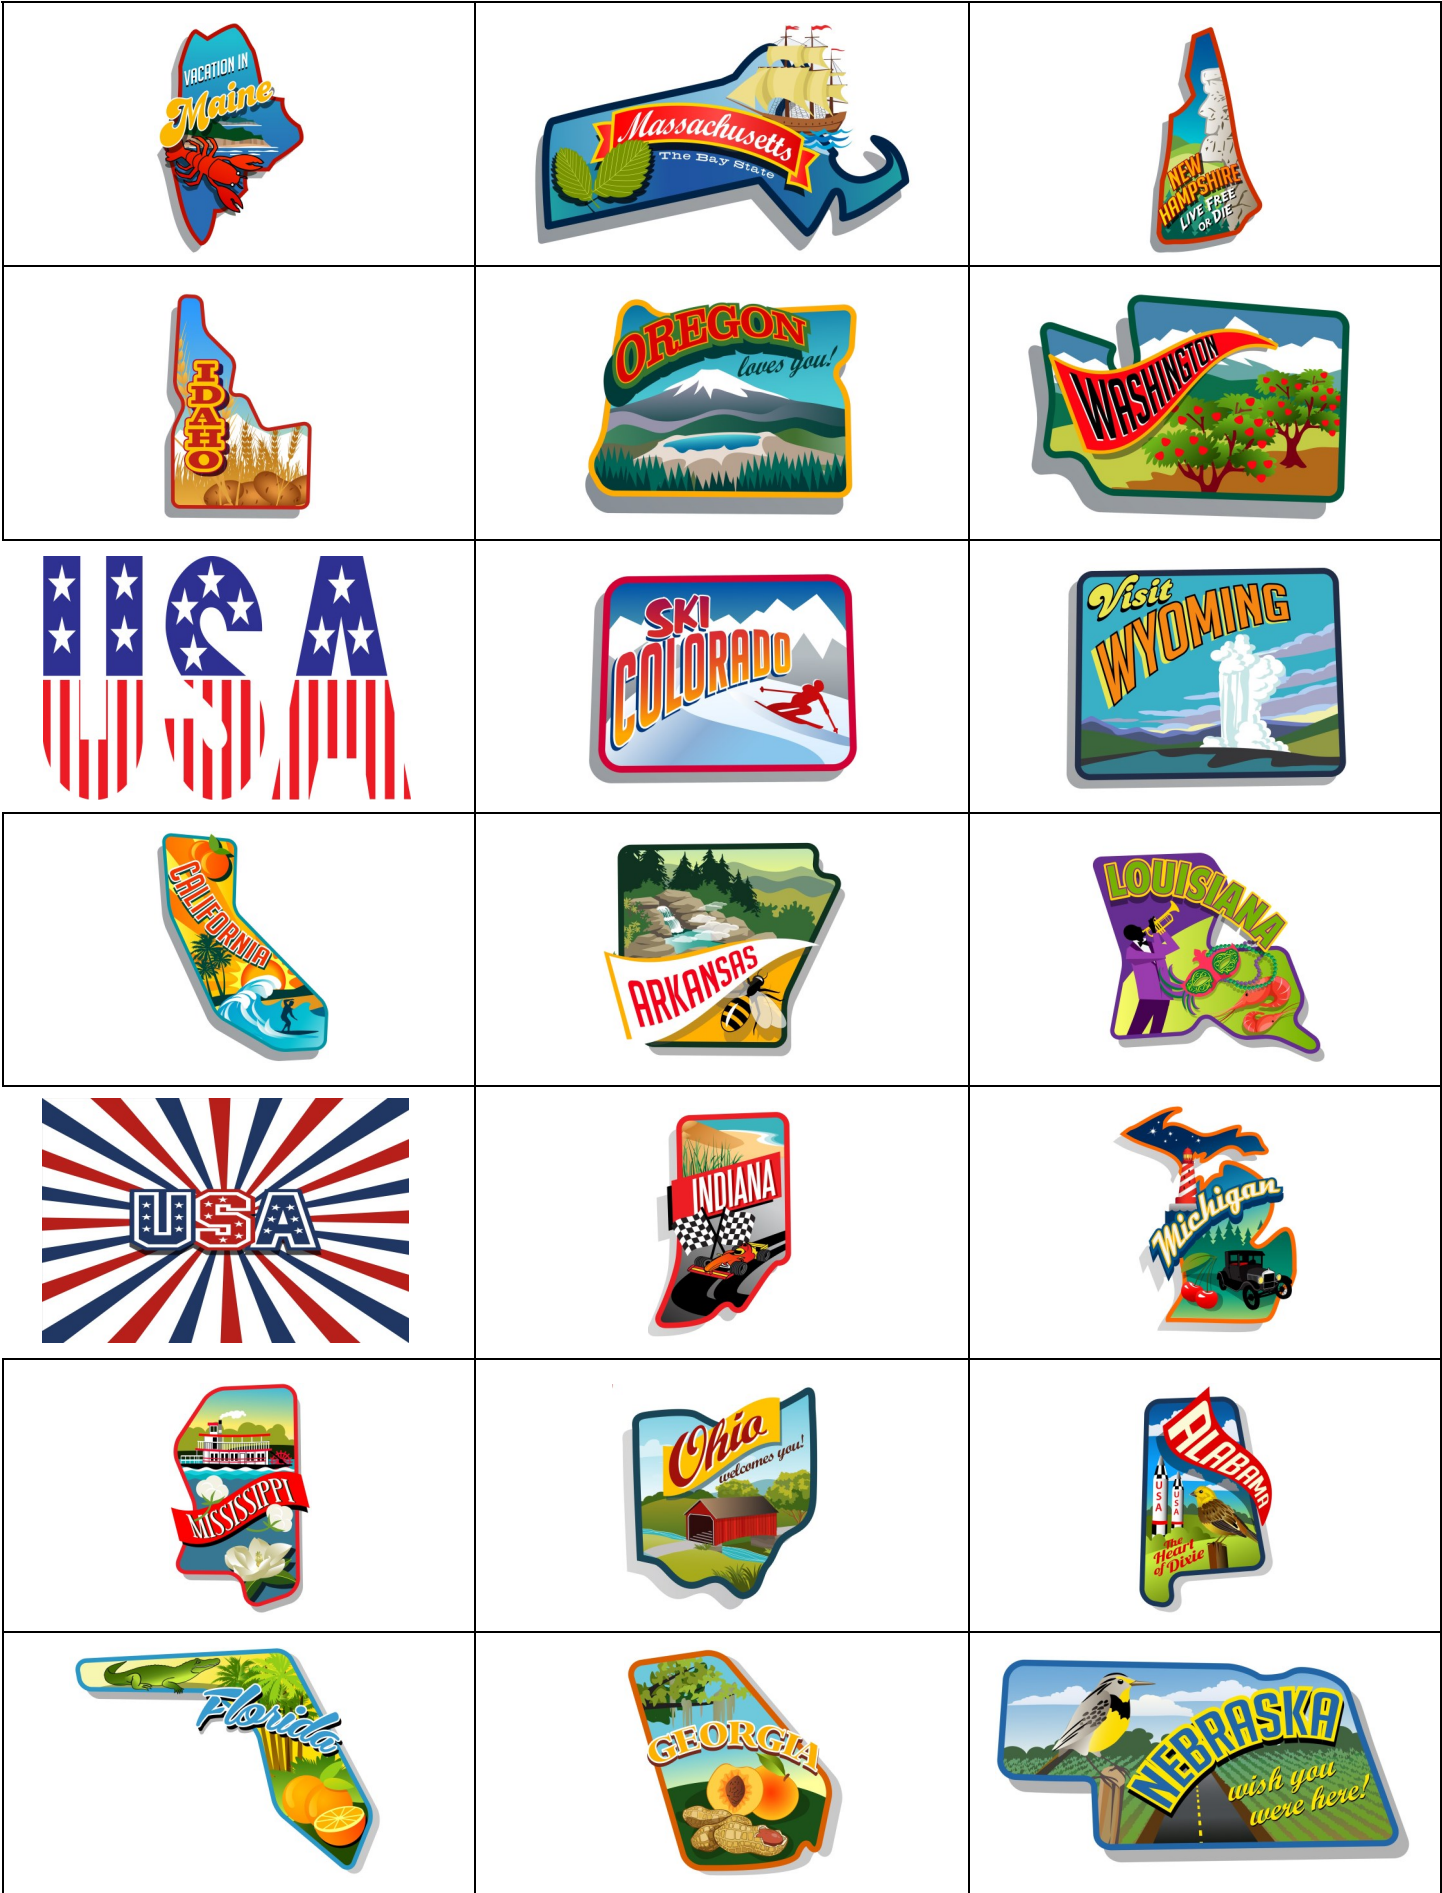 VACATION IN
Maine
Massachusetts
The Bay State
NEW
HAMPSHIRE
LIVE FREE
OR DIE
IDAHO
OREGON
loves you!
WASHINGTON
USA
SKI
COLORADO
Visit
WYOMING
CALIFORNIA
ARKANSAS
LOUISIANA
USA
INDIANA
Michigan
MISSISSIPPI
Ohio
welcomes you!
ALABAMA
USA
USA
The
Heart
of Dixie
Florida
GEORGIA
NEBRASKA
wish you
were here!